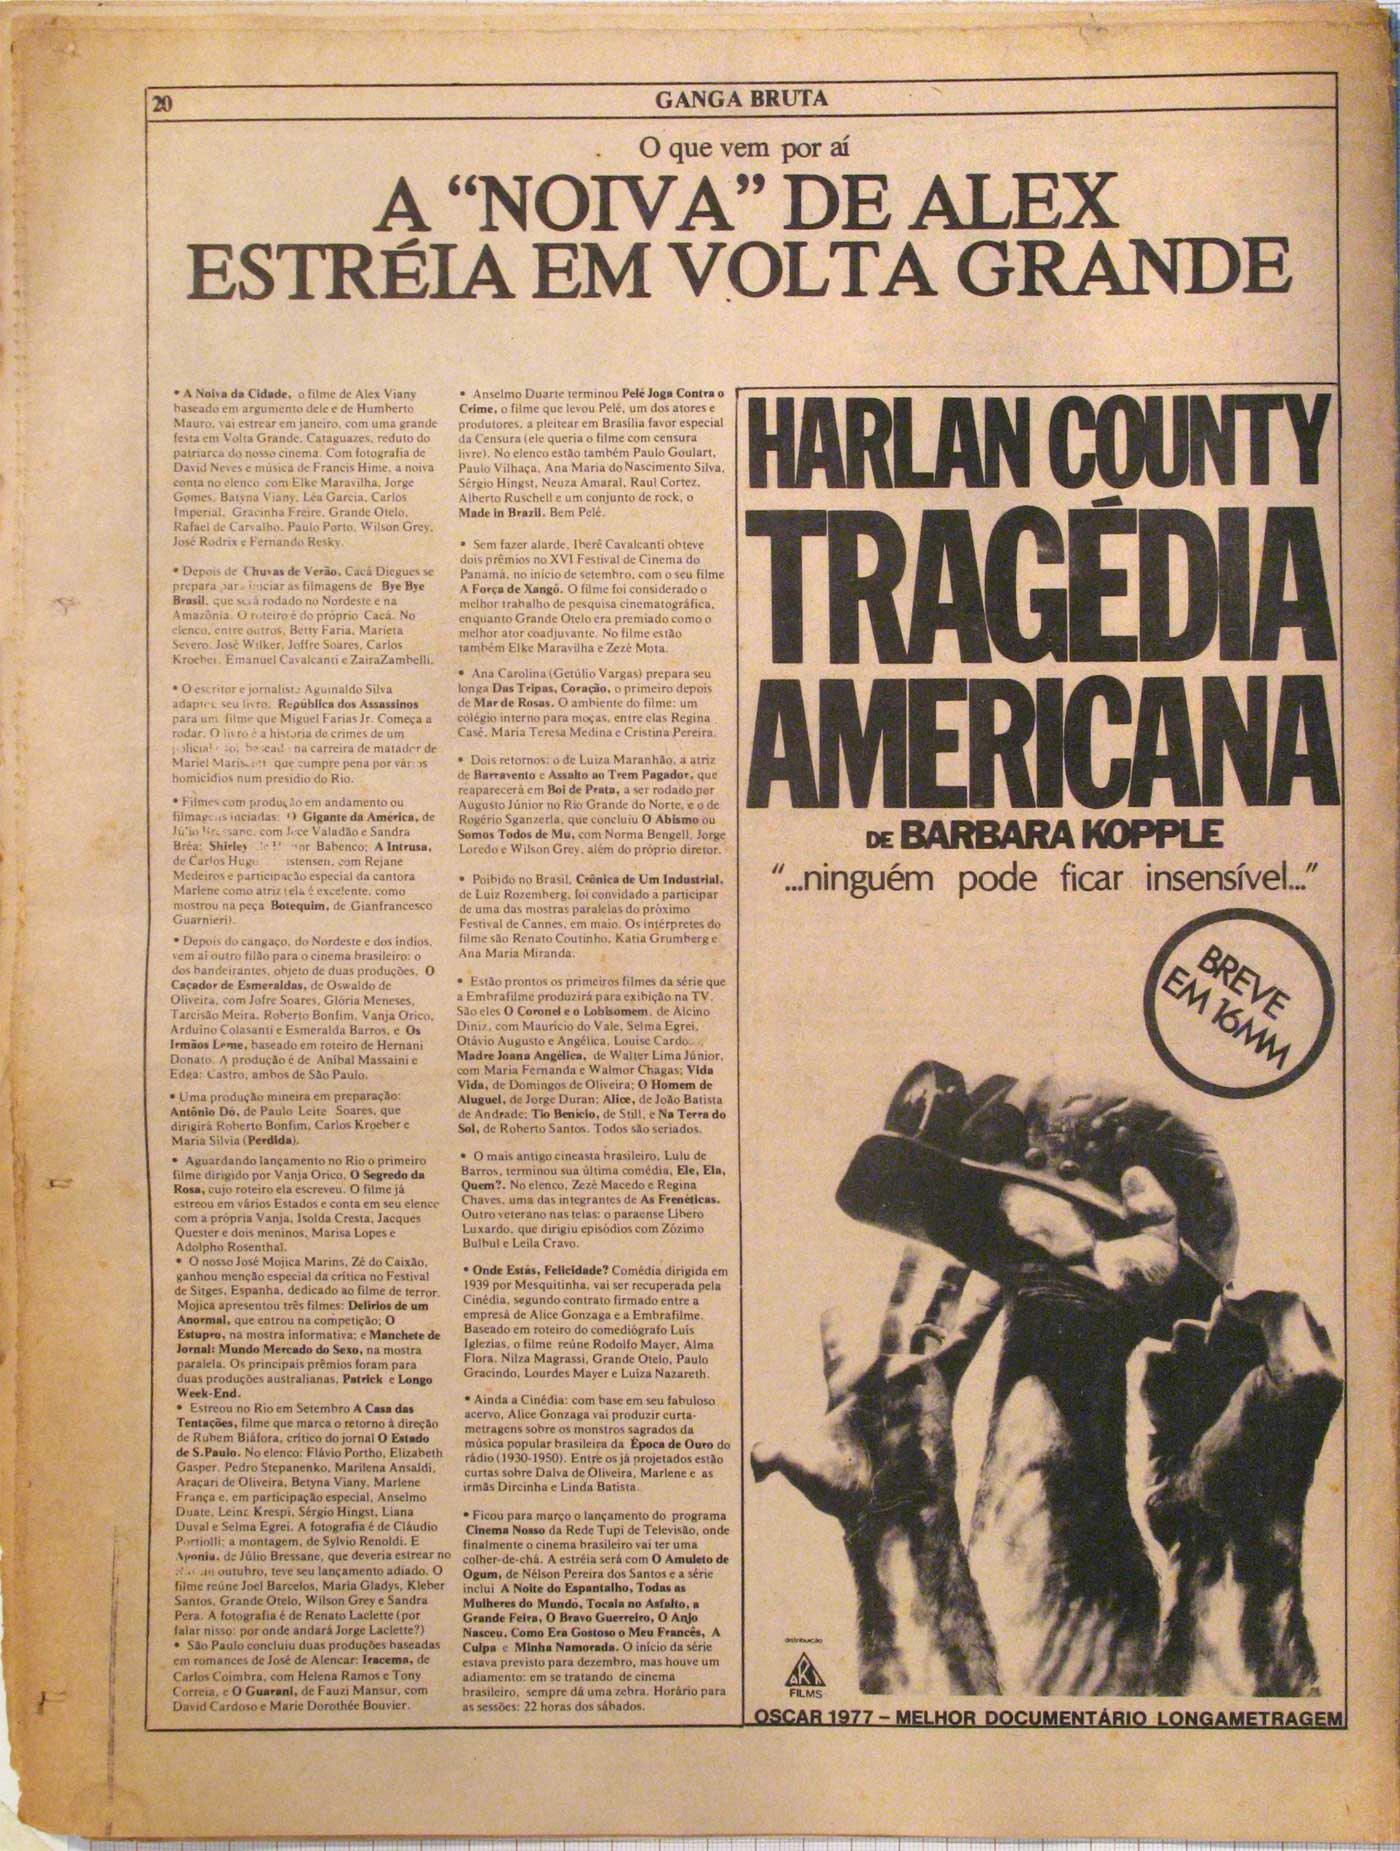 20
GANGA BRUTA
O que vem por aí
A “NOIVA” DE ALEX
ESTRÉIA EM VOLTA GRANDE
• A Noiva da Cidade, o filme de Alex Viany
baseado em argumento dele e de Humberto
Mauro, vai estrear em janeiro, com uma grande
festa em Volta Grande, Cataguazes, reduto do
patriarca do nosso cinema. Com fotografia de
David Neves e música de Francis Hime, a noiva
conta no elenco com Elke Maravilha, Jorge
Gomes, Batyna Viany, Léa Garcia, Carlos
Imperial, Gracinha Freire, Grande Otelo,
Rafael de Carvalho, Paulo Porto, Wilson Grey,
José Rodrix e Fernando Resky.
• Depois de Chuvas de Verão, Cacá Diegues se
prepara para iniciar as filmagens de Bye Bye
Brasil, que será rodado no Nordeste e na
Amazônia. O roteiro é do próprio Cacá. No
elenco, entre outros, Betty Faria, Marieta
Severo, José Wilker, Joffre Soares, Carlos
Kroeber, Emanuel Cavalcanti e ZairaZambelli.
• O escritor e jornalista Aguinaldo Silva
adaptou seu livro, República dos Assassinos
para um filme que Miguel Farias Jr. Começa a
rodar. O livro é a historia de crimes de um
policial na carreira de matador de
Mariel que cumpre pena por vários
homicídios num presídio do Rio.
• Filmes com produção em andamento ou
filmagens inciadas: O Gigante da América, de
Júlio Bressane, com Jece Valadão e Sandra
Bréa; Shirley Babenco; A Intrusa,
de Carlos Hugo com Rejane
Medeiros e participação especial da cantora
Marlene como atriz (ela é excelente, como
mostrou na peça Botequim, de Gianfrancesco
Guarnieri).
• Depois do cangaço, do Nordeste e dos índios,
vem aí outro filão para o cinema brasileiro: o
dos bandeirantes, objeto de duas produções, O
Caçador de Esmeraldas, de Oswaldo de
Oliveira, com Jofre Soares, Glória Meneses,
Tarcísio Meira, Roberto Bonfim, Vanja Orico,
Arduino Colasanti e Esmeralda Barros, e Os
Irmãos Leme, baseado em roteiro de Hernani
Donato. A produção é de Aníbal Massaini e
Edgar Castro, ambos de São Paulo.
• Uma produção mineira em preparação:
Antônio Dó, de Paulo Leite Soares, que
dirigirá Roberto Bonfim, Carlos Kroeber e
Maria Silvia (Perdida).
• Aguardando lançamento no Rio o primeiro
filme dirigido por Vanja Orico, O Segredo da
Rosa, cujo roteiro ela escreveu. O filme já
estreou em vários Estados e conta em seu elenco
com a própria Vanja, Isolda Cresta, Jacques
Quester e dois meninos, Marisa Lopes e
Adolpho Rosenthal.
• O nosso José Mojica Marins, Zé do Caixão,
ganhou menção especial da crítica no Festival
de Sitges, Espanha, dedicado ao filme de terror.
Mojica apresentou três filmes: Delírios de um
Anormal, que entrou na competição; O
Estupro, na mostra informativa; e Manchete de
Jornal: Mundo Mercado do Sexo, na mostra
paralela. Os principais prêmios foram para
duas produções australianas, Patrick e Longo
Week-End.
• Estreou no Rio em Setembro A Casa das
Tentações, filme que marca o retorno à direção
de Rubem Biáfora, crítico do jornal O Estado
de S.Paulo. No elenco: Flávio Portho, Elizabeth
Gasper, Pedro Stepanenko, Marilena Ansaldi,
Araçari de Oliveira, Betyna Viany, Marlene
França e, em participação especial, Anselmo
Duate, Leina Krespi, Sérgio Hingst, Liana
Duval e Selma Egrei. A fotografia é de Cláudio
Portiolli; a montagem, de Sylvio Renoldi. E
Agonia, de Júlio Bressane, que deveria estrear no
outubro, teve seu lançamento adiado. O
filme reúne Joel Barcelos, Maria Gladys, Kleber
Santos, Grande Otelo, Wilson Grey e Sandra
Pera. A fotografia é de Renato Laclette (por
falar nisso: por onde andará Jorge Laclette?)
• São Paulo concluiu duas produções baseadas
em romances de José de Alencar: Iracema, de
Carlos Coimbra, com Helena Ramos e Tony
Correia, e O Guarani, de Fauzi Mansur, com
David Cardoso e Marie Dorothée Bouvier.
• Anselmo Duarte terminou Pelé Joga Contra o
Crime, o filme que levou Pelé, um dos atores e
produtores, a pleitear em Brasília favor especial
da Censura (ele queria o filme com censura
livre). No elenco estão também Paulo Goulart,
Paulo Vilhaça, Ana Maria do Nascimento Silva,
Sérgio Hingst, Neuza Amaral, Raul Cortez,
Alberto Ruschell e um conjunto de rock, o
Made in Brazil. Bem Pelé.
• Sem fazer alarde, Iberê Cavalcanti obteve
dois prêmios no XVI Festival de Cinema do
Panamá, no início de setembro, com o seu filme
A Força de Xangô. O filme foi considerado o
melhor trabalho de pesquisa cinematográfica,
enquanto Grande Otelo era premiado como o
melhor ator coadjuvante. No filme estão
também Elke Maravilha e Zezé Mota.
• Ana Carolina (Getúlio Vargas) prepara seu
longa Das Tripas, Coração, o primeiro depois
de Mar de Rosas. O ambiente do filme: um
colégio interno para moças, entre elas Regina
Casé, Maria Teresa Medina e Cristina Pereira.
• Dois retornos: o de Luiza Maranhão, a atriz
de Barravento e Assalto ao Trem Pagador, que
reaparecerá em Boi de Prata, a ser rodado por
Augusto Júnior no Rio Grande do Norte, e o de
Rogério Sganzerla, que concluiu O Abismo ou
Somos Todos de Mu, com Norma Bengell, Jorge
Loredo e Wilson Grey, além do próprio diretor.
• Poibido no Brasil, Crônica de Um Industrial,
de Luiz Rozemberg, foi convidado a participar
de uma das mostras paralelas do próximo
Festival de Cannes, em maio. Os intérpretes do
filme são Renato Coutinho, Katia Grumberg e
Ana Maria Miranda.
• Estão prontos os primeiros filmes da série que
a Embrafilme produzirá para exibição na TV.
São eles O Coronel e o Lobisomem, de Alcino
Diniz, com Maurício do Vale, Selma Egrei,
Otávio Augusto e Angélica, Louise Cardoso,
Madre Joana Angélica, de Walter Lima Júnior,
com Maria Fernanda e Walmor Chagas; Vida
Vida, de Domingos de Oliveira; O Homem de
Aluguel, de Jorge Duran; Alice, de João Batista
de Andrade; Tio Benício, de Still, e Na Terra do
Sol, de Roberto Santos. Todos são seriados.
• O mais antigo cineasta brasileiro, Lulu de
Barros, terminou sua última comédia, Ele, Ela,
Quem?. No elenco, Zezé Macedo e Regina
Chaves, uma das integrantes de As Frenéticas.
Outro veterano nas telas: o paraense Libero
Luxardo, que dirigiu episódios com Zózimo
Bulbul e Leila Cravo.
• Onde Estás, Felicidade? Comédia dirigida em
1939 por Mesquitinha, vai ser recuperada pela
Cinédia, segundo contrato firmado entre a
empresa de Alice Gonzaga e a Embrafilme.
Baseado em roteiro do comediógrafo Luís
Iglezias, o filme reúne Rodolfo Mayer, Alma
Flora, Nilza Magrassi, Grande Otelo, Paulo
Gracindo, Lourdes Mayer e Luíza Nazareth.
• Ainda a Cinédia: com base em seu fabuloso
acervo, Alice Gonzaga vai produzir curta-
metragens sobre os monstros sagrados da
música popular brasileira da Época de Ouro do
rádio (1930-1950). Entre os já projetados estão
curtas sobre Dalva de Oliveira, Marlene e as
irmãs Dircinha e Linda Batista.
• Ficou para março o lançamento do programa
Cinema Nosso da Rede Tupi de Televisão, onde
finalmente o cinema brasileiro vai ter uma
colher-de-chá. A estréia será com O Amuleto de
Ogum, de Nélson Pereira dos Santos e a série
inclui A Noite do Espantalho, Todas as
Mulheres do Mundo, Tocaia no Asfalto, a
Grande Feira, O Bravo Guerreiro, O Anjo
Nasceu, Como Era Gostoso o Meu Francês, A
Culpa e Minha Namorada. O início da série
estava previsto para dezembro, mas houve um
adiamento: em se tratando de cinema
brasileiro, sempre dá uma zebra. Horário para
as sessões: 22 horas dos sábados.
HARLAN COUNTY
TRAGÉDIA
AMERICANA
DE BARBARA KOPPLE
“...ninguém pode ficar insensível...”
BREVE
EM 16MM
distribuição
ART
FILMS
OSCAR 1977 – MELHOR DOCUMENTÁRIO LONGAMETRAGEM